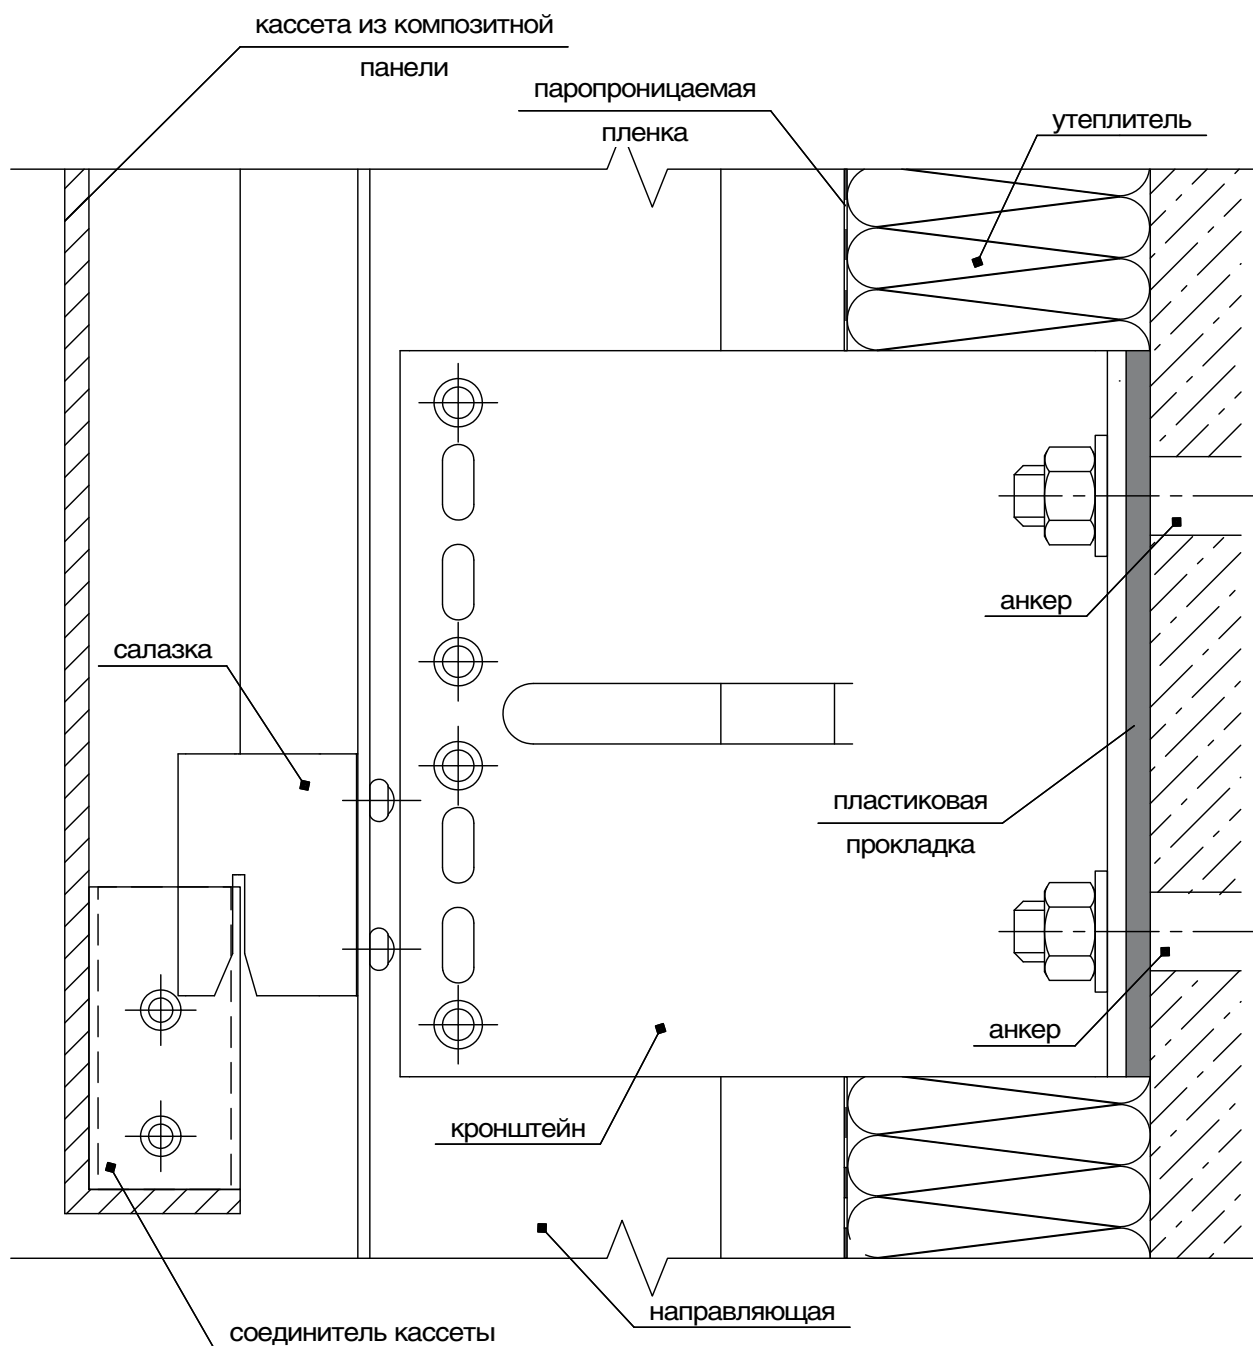 кассета из композитной
панели
паропроницаемая
пленка
утеплитель
анкер
салазка
пластиковая
прокладка
анкер
кронштейн
направляющая
соединитель кассеты